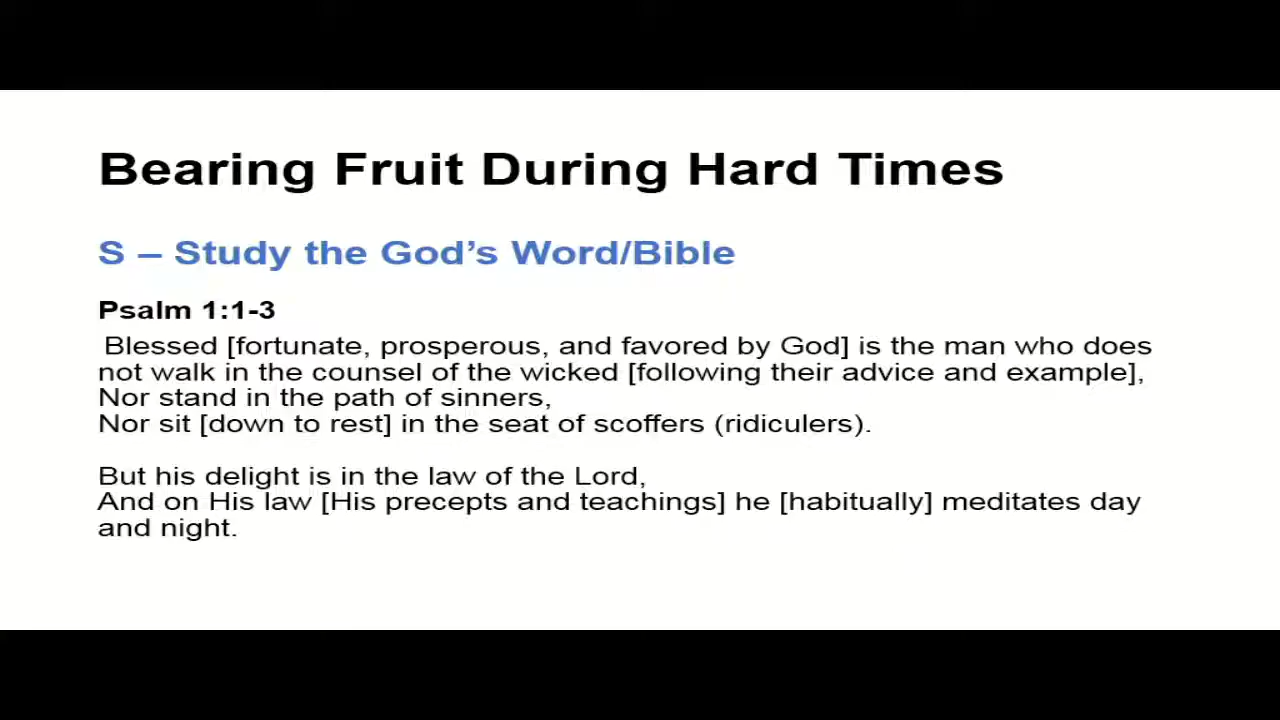 Bearing Fruit During Hard Times
S – Study the God’s Word/Bible
Psalm 1:1-3
Blessed [fortunate, prosperous, and favored by God] is the man who does
not walk in the counsel of the wicked [following their advice and example],
Nor stand in the path of sinners,
Nor sit [down to rest] in the seat of scoffers (ridiculers).
But his delight is in the law of the Lord,
And on His law [His precepts and teachings] he [habitually] meditates day
and night.